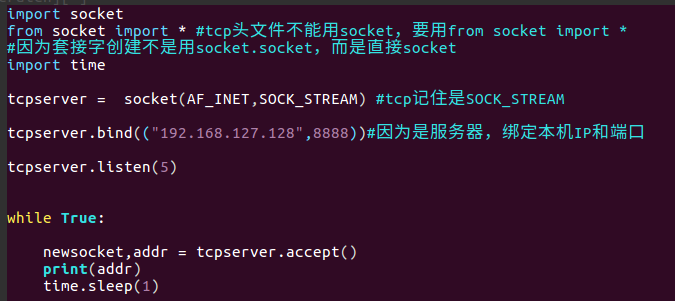 import socket
from socket import * #tcp头文件不能用socket，要用from socket import *
#因为套接字创建不是用socket.socket，而是直接socket
import time
tcpserver =  socket(AF_INET,SOCK_STREAM) #tcp记住是SOCK_STREAM
tcpserver.bind(("192.168.127.128",8888))#因为是服务器，绑定本机IP和端口
tcpserver.listen(5)
while True:
    newsocket,addr = tcpserver.accept()
    print(addr)
    time.sleep(1)